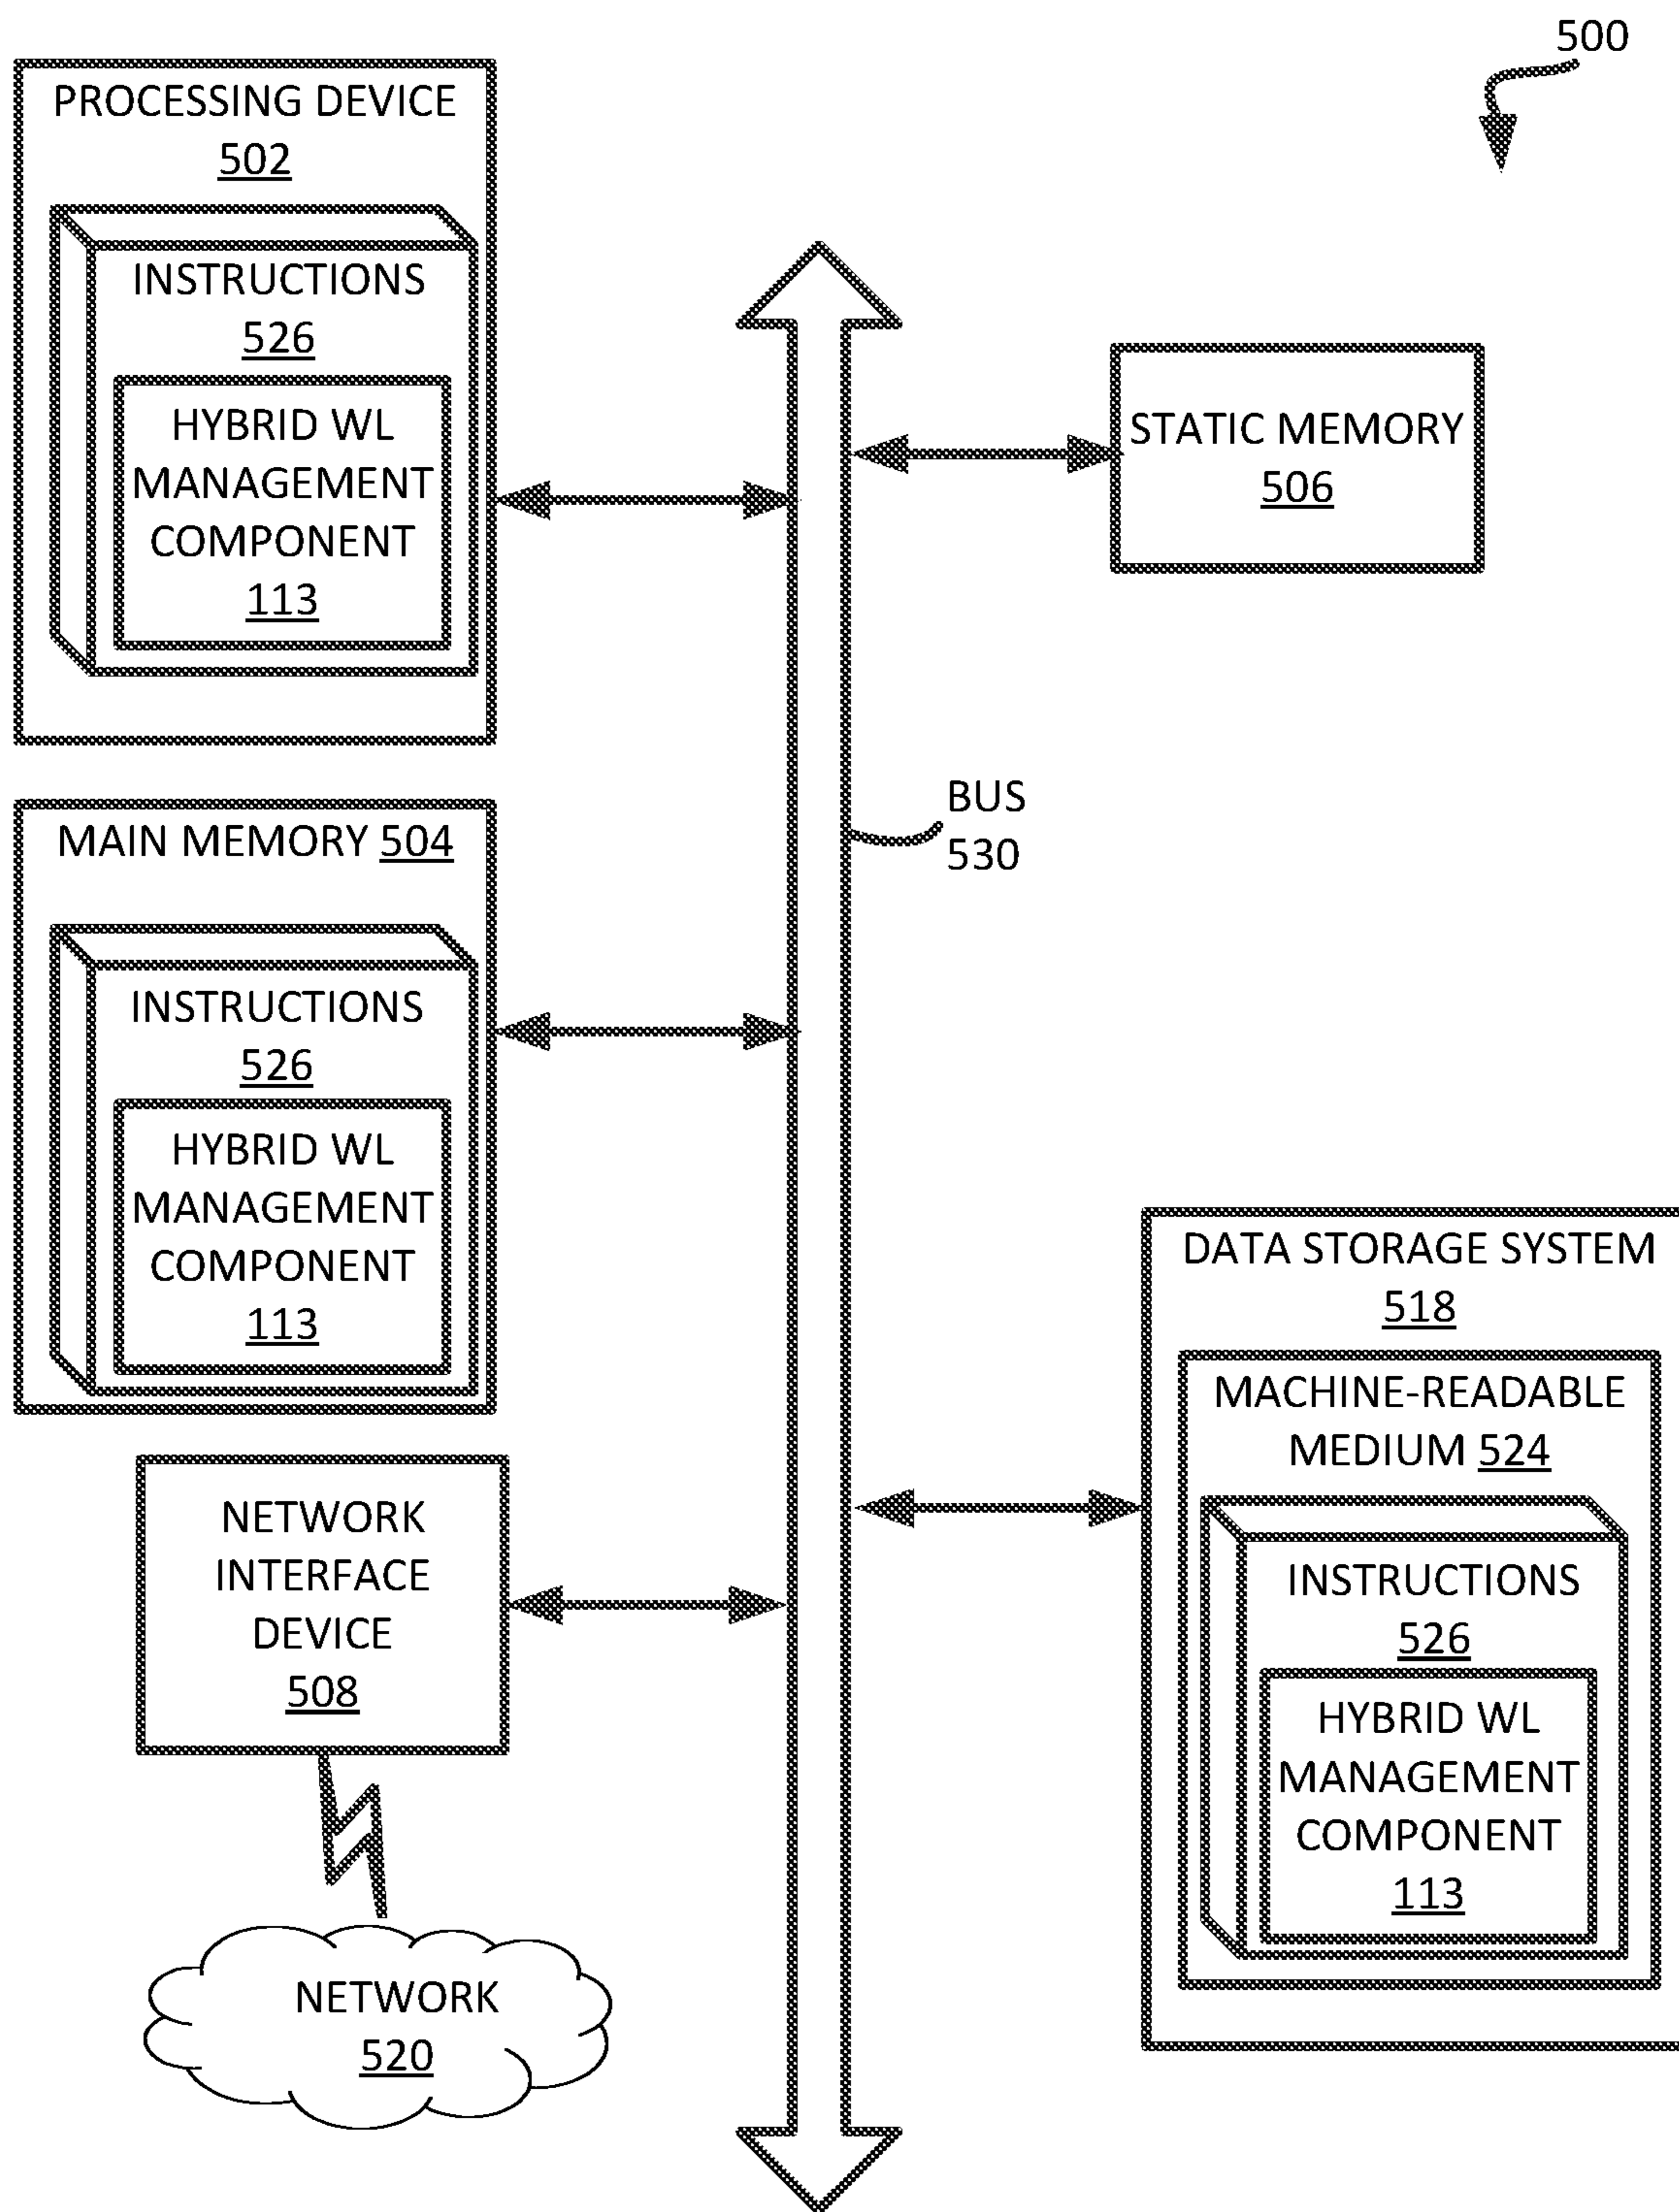 500
PROCESSING DEVICE
502
INSTRUCTIONS
526
HYBRID WL
MANAGEMENT
COMPONENT
113
STATIC MEMORY
506
BUS
530
MAIN MEMORY 504
INSTRUCTIONS
526
HYBRID WL
MANAGEMENT
COMPONENT
113
DATA STORAGE SYSTEM
518
MACHINE-READABLE
MEDIUM 524
INSTRUCTIONS
526
HYBRID WL
MANAGEMENT
COMPONENT
113
NETWORK
INTERFACE
DEVICE
508
NETWORK
520